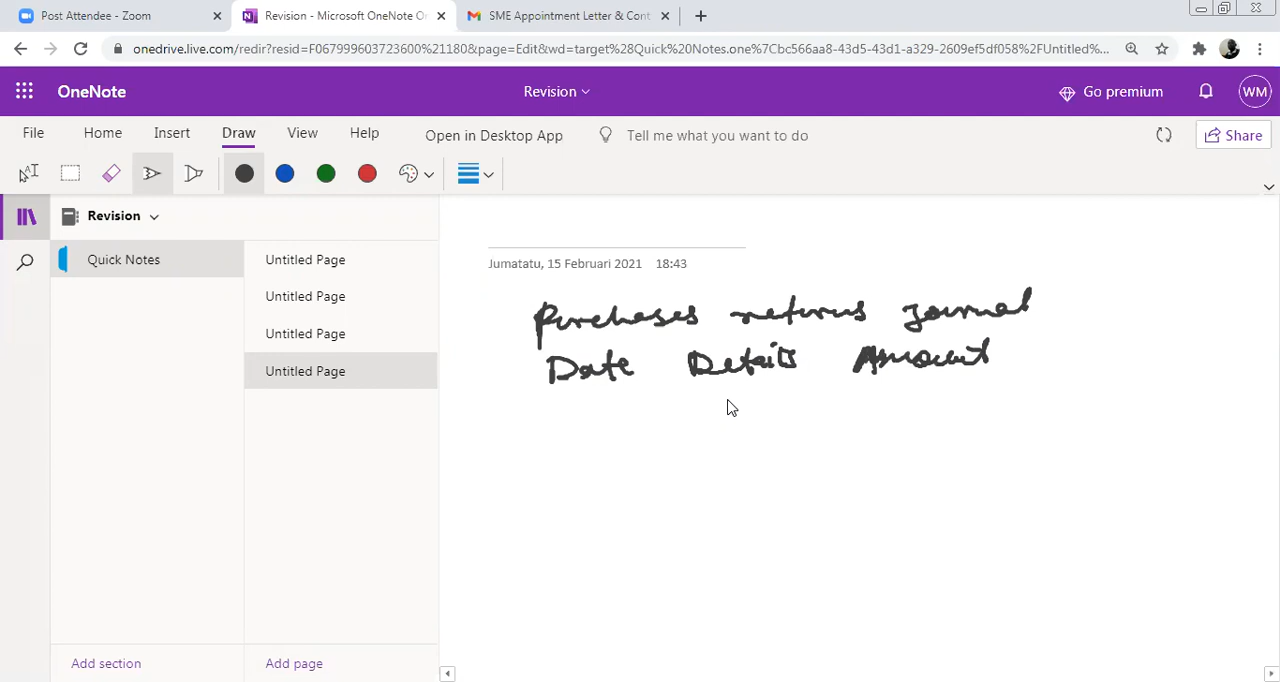 Post Attendee - Zoom
Revision - Microsoft OneNote O
SME Appointment Letter & Cont
onedrive.live.com/redir?resid=F067999603723600%21180&page=Edit&wd=target%28Quick%20Notes.one%7Cbc566aa8-43d5-43d1-a329-2609ef5df058%2FUntitled%...
OneNote
Revision
Go premium
WM
File Home Insert Draw View Help Open in Desktop App Tell me what you want to do
Share
Revision
Quick Notes
Untitled Page
Untitled Page
Untitled Page
Untitled Page
Add section
Add page
Jumatatu, 15 Februari 2021 18:43
Purchases returns journal
Date Details Amount